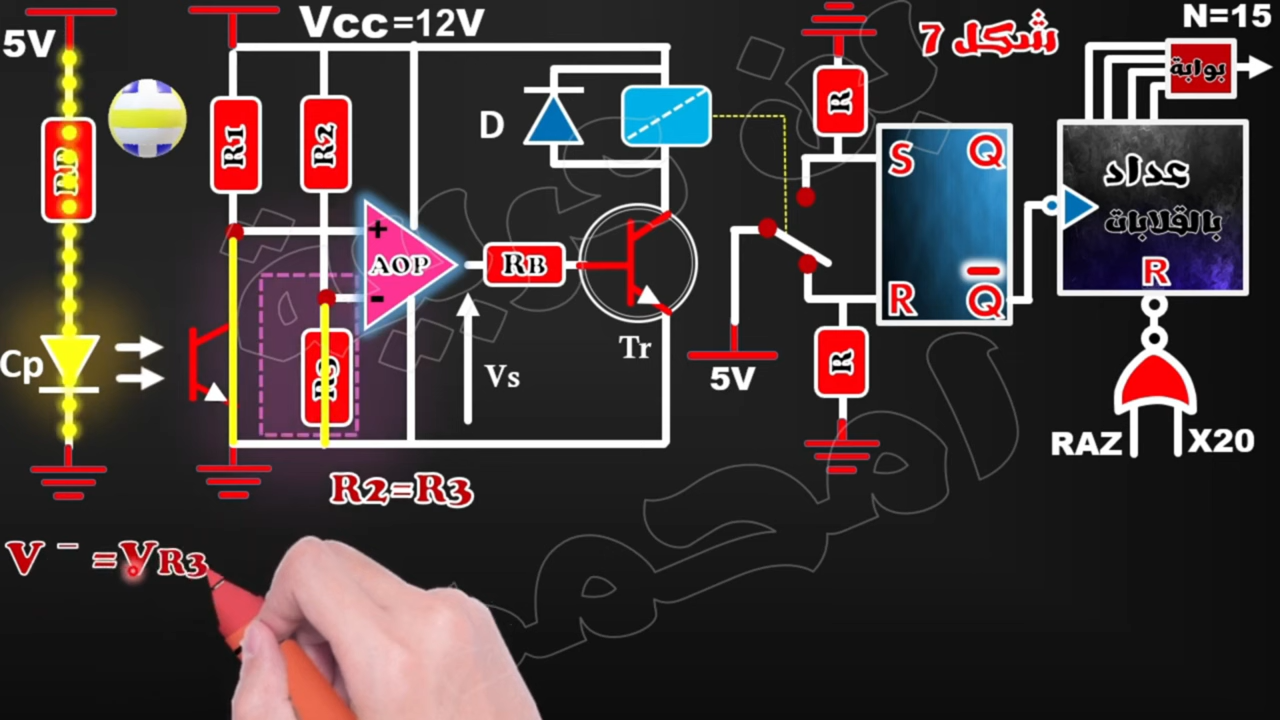 5V
Vcc=12V
شكل 7
N=15
بوابة
R1
R2
R
D
S
Q
عداد
بالقلابات
+
AOP
-
RB
R
Q
R
Cp
R3
Vs
Tr
R
5V
RAZ
X20
R2=R3
V⁻ =VR3